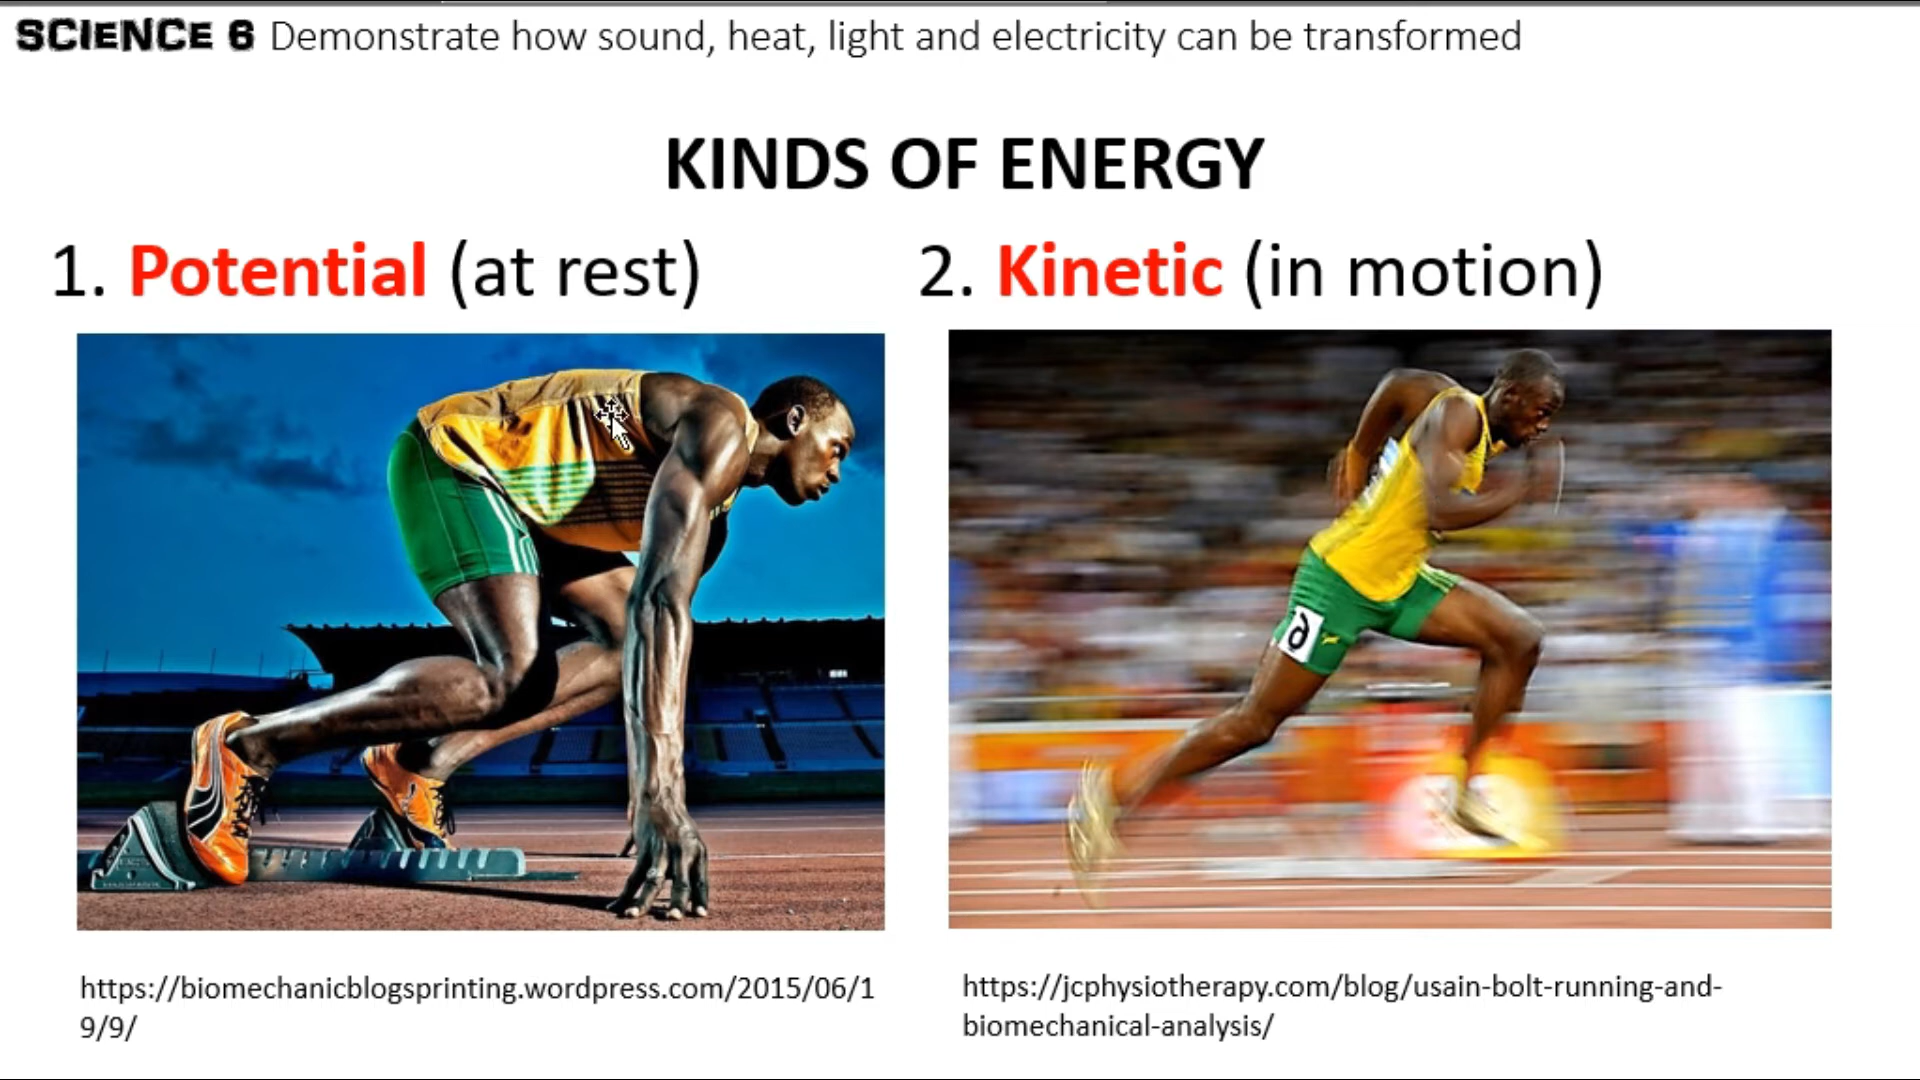 SCIENCE 6 Demonstrate how sound, heat, light and electricity can be transformed
KINDS OF ENERGY
1. Potential (at rest)
2. Kinetic (in motion)
6
https://biomechanicblogsprinting.wordpress.com/2015/06/1
9/9/
https://jcphysiotherapy.com/blog/usain-bolt-running-and-
biomechanical-analysis/